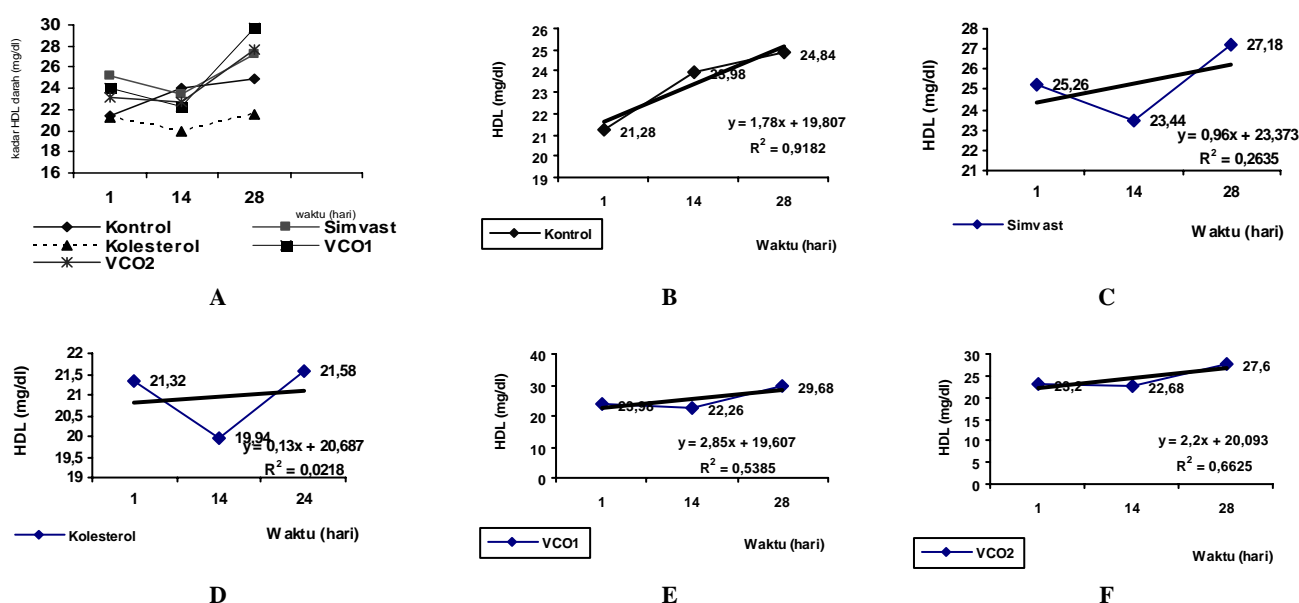 kadar HDL darah (mg/dl)
30
28
26
24
22
20
18
16
1 14 28
waktu (hari)
Kontrol Simvast
Kolesterol VCO1
VCO2
A
HDL (mg/dl)
26
25
24
23
22
21
20
19
21,28
23,98
24,84
y = 1,78x + 19,807
R² = 0,9182
1 14 28
Kontrol
Waktu (hari)
B
HDL (mg/dl)
28
27
26
25
24
23
22
21
25,26
23,44
27,18
y = 0,96x + 23,373
R² = 0,2635
1 14 28
Simvast
Waktu (hari)
C
HDL (mg/dl)
22
21,5
21
20,5
20
19,5
19
21,32
19,94
21,58
y = 0,13x + 20,687
R² = 0,0218
1 14 24
Kolesterol
Waktu (hari)
D
HDL (mg/dl)
40
30
20
10
0
23,98
22,26
29,68
y = 2,85x + 19,607
R² = 0,5385
1 14 28
VCO1
Waktu (hari)
E
HDL (mg/dl)
30
25
20
15
10
5
0
23,2
22,68
27,6
y = 2,2x + 20,093
R² = 0,6625
1 14 28
VCO2
Waktu (hari)
F